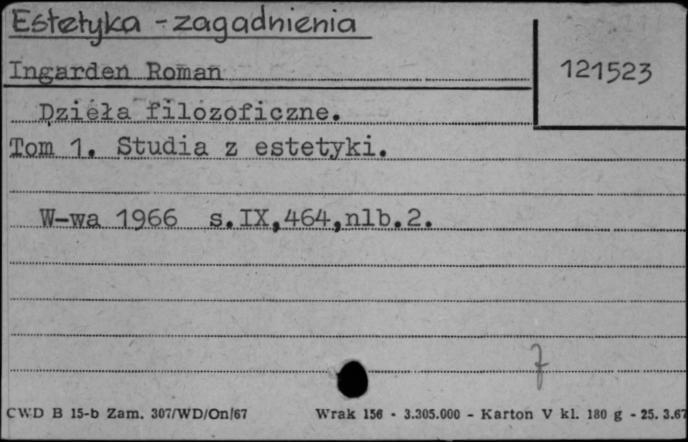 Estetyka - zagadnienia
Ingarden Roman
121523
Dzieła filozoficzne.
Tom 1. Studia z estetyki.
W-wa 1966 s.IX,464,nlb.2.
7
CWD B 15-b Zam. 307/WD/On/67 Wrak 156 - 3.305.000 - Karton V kl. 180 g - 25. 3.67